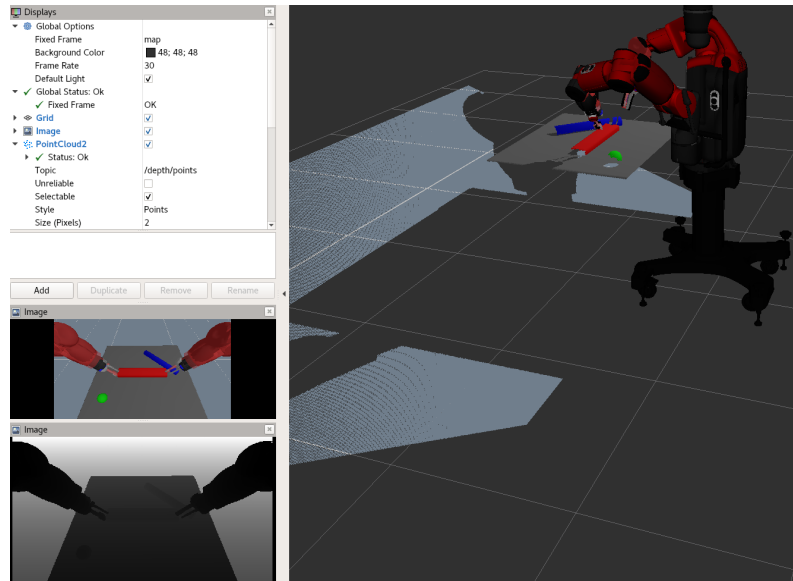 Displays
Global Options
Fixed Frame map
Background Color 48; 48; 48
Frame Rate 30
Default Light
Global Status: Ok
Fixed Frame OK
Grid
Image
PointCloud2
Status: Ok
Topic /depth/points
Unreliable
Selectable
Style Points
Size (Pixels) 2
Add Duplicate Remove Rename
Image
Image